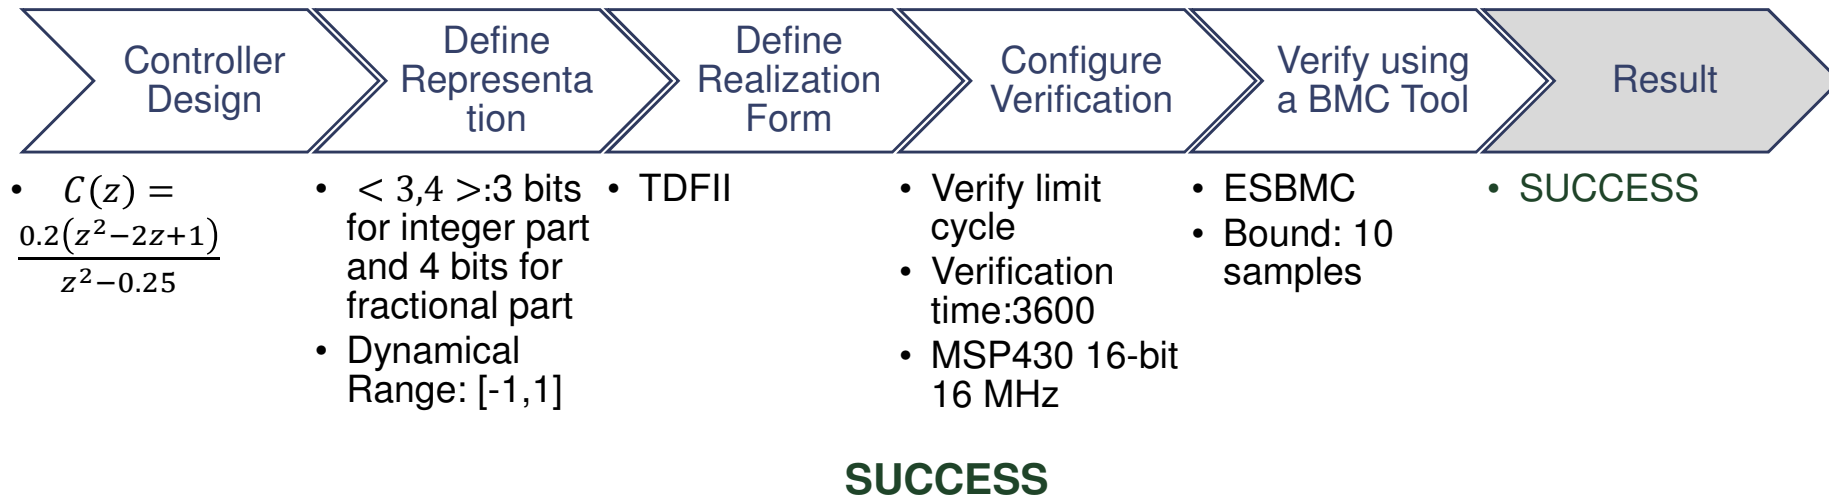 Controller
Design
Define
Representa
tion
Define
Realization
Form
Configure
Verification
Verify using
a BMC Tool
Result
• C(z) =
0.2(z²−2z+1)
z²−0.25
• < 3,4 >:3 bits
for integer part
and 4 bits for
fractional part
• Dynamical
Range: [-1,1]
• TDFII
• Verify limit
cycle
• Verification
time:3600
• MSP430 16-bit
16 MHz
• ESBMC
• Bound: 10
samples
• SUCCESS
SUCCESS